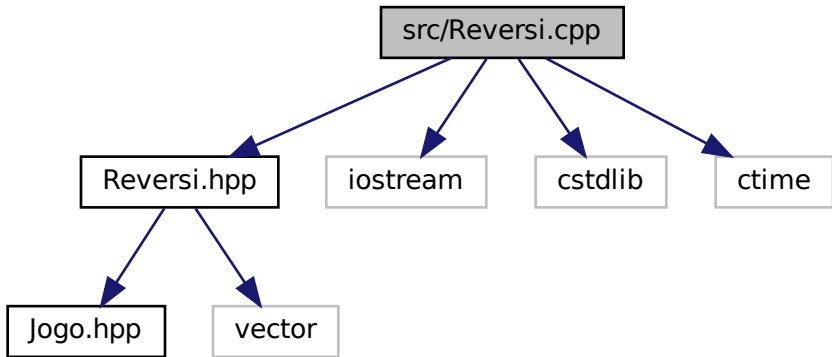 src/Reversi.cpp
Reversi.hpp
iostream
cstdlib
ctime
Jogo.hpp
vector